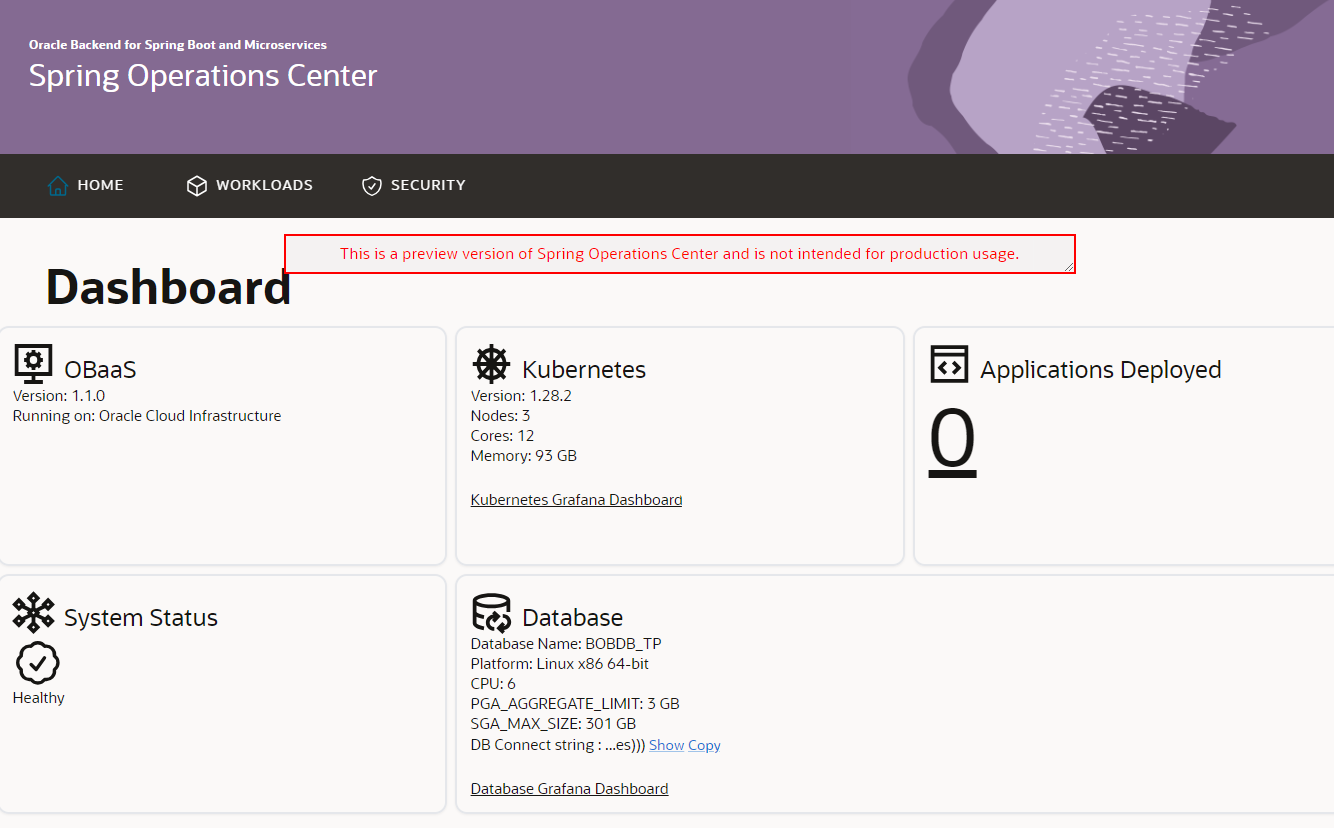 Oracle Backend for Spring Boot and Microservices
Spring Operations Center
HOME
WORKLOADS
SECURITY
This is a preview version of Spring Operations Center and is not intended for production usage.
Dashboard
OBaaS
Version: 1.1.0
Running on: Oracle Cloud Infrastructure
Kubernetes
Version: 1.28.2
Nodes: 3
Cores: 12
Memory: 93 GB
Kubernetes Grafana Dashboard
Applications Deployed
0
System Status
Healthy
Database
Database Name: BOBDB_TP
Platform: Linux x86 64-bit
CPU: 6
PGA_AGGREGATE_LIMIT: 3 GB
SGA_MAX_SIZE: 301 GB
DB Connect string : ...es))) Show Copy
Database Grafana Dashboard